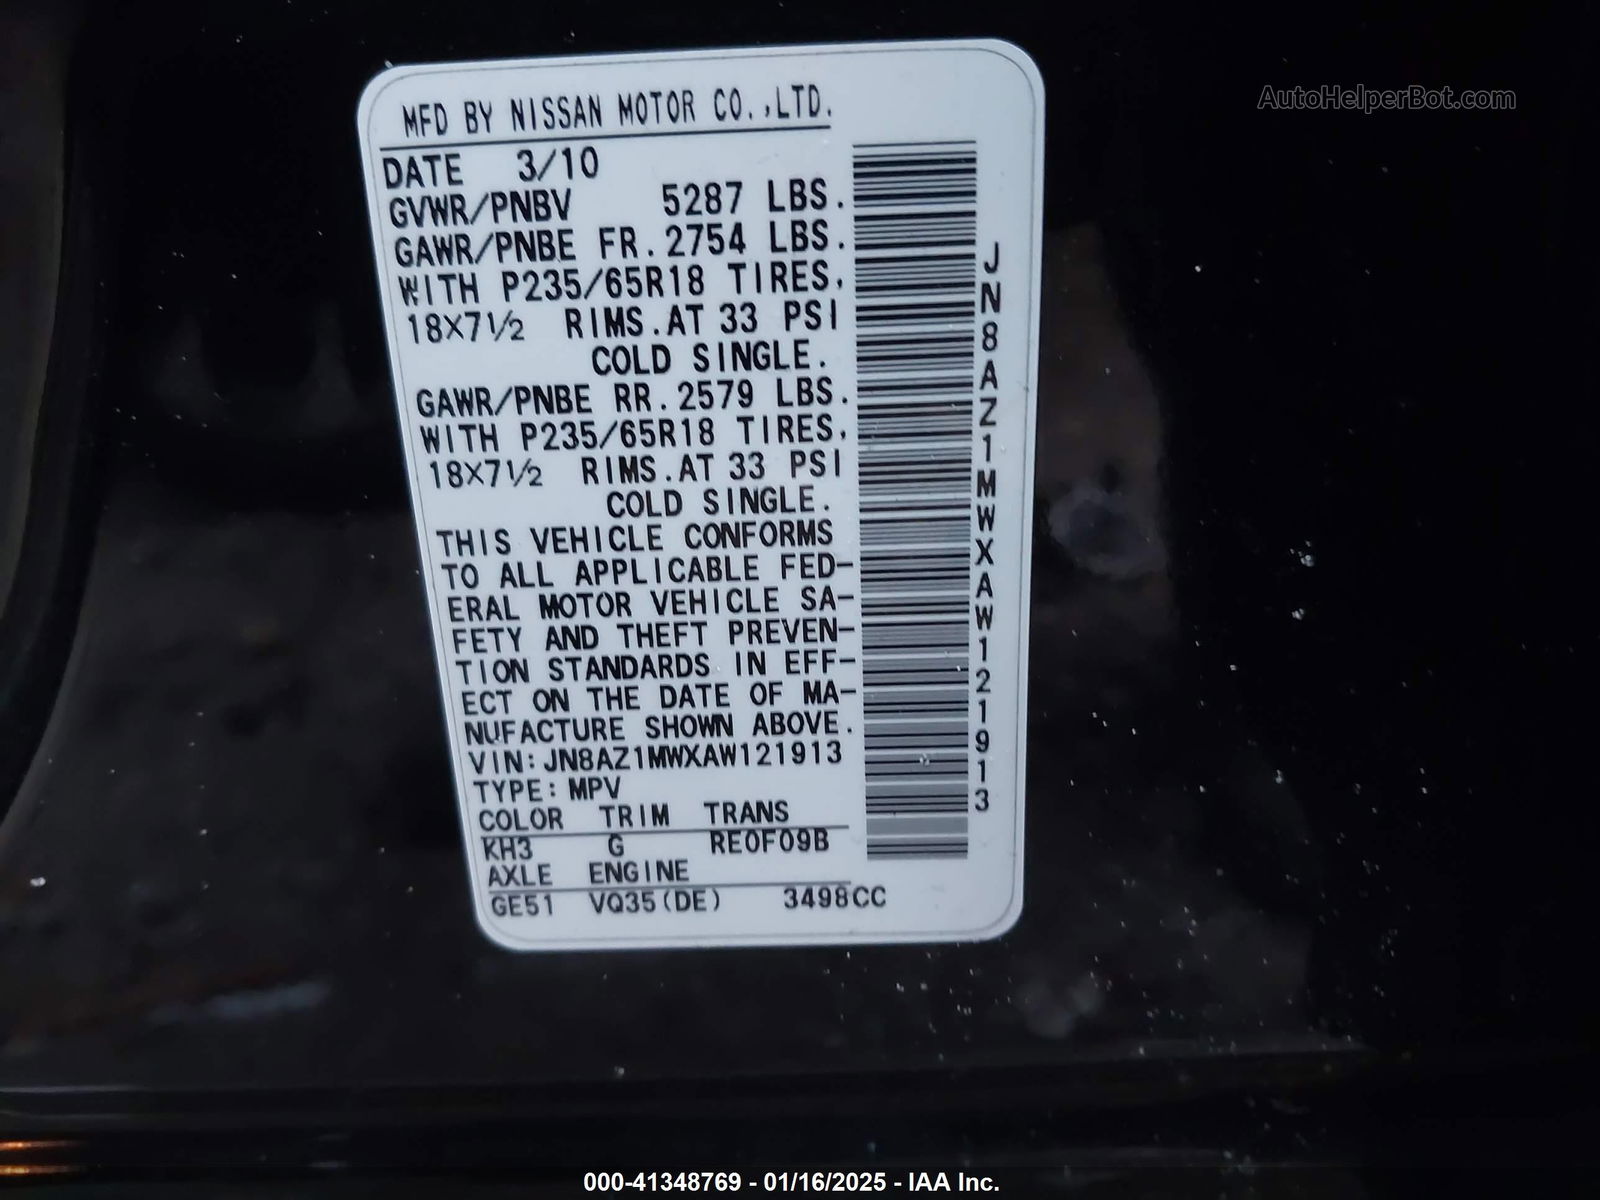 AutoHelperBot.com
MFD BY NISSAN MOTOR CO.,LTD.
DATE 3/10
GVWR/PNBV 5287 LBS.
GAWR/PNBE FR. 2754 LBS.
WITH P235/65R18 TIRES,
18X7½ RIMS.AT 33 PSI
COLD SINGLE.
GAWR/PNBE RR. 2579 LBS.
WITH P235/65R18 TIRES,
18X7½ RIMS.AT 33 PSI
COLD SINGLE.
THIS VEHICLE CONFORMS
TO ALL APPLICABLE FED-
ERAL MOTOR VEHICLE SA-
FETY AND THEFT PREVEN-
TION STANDARDS IN EFF-
ECT ON THE DATE OF MA-
NUFACTURE SHOWN ABOVE.
VIN: JN8AZ1MWXAW121913
TYPE: MPV
COLOR TRIM TRANS
KH3 G RE0F09B
AXLE ENGINE
GE51 VQ35(DE) 3498CC
JN8AZ1MWXAW121913
000-41348769 - 01/16/2025 - IAA Inc.